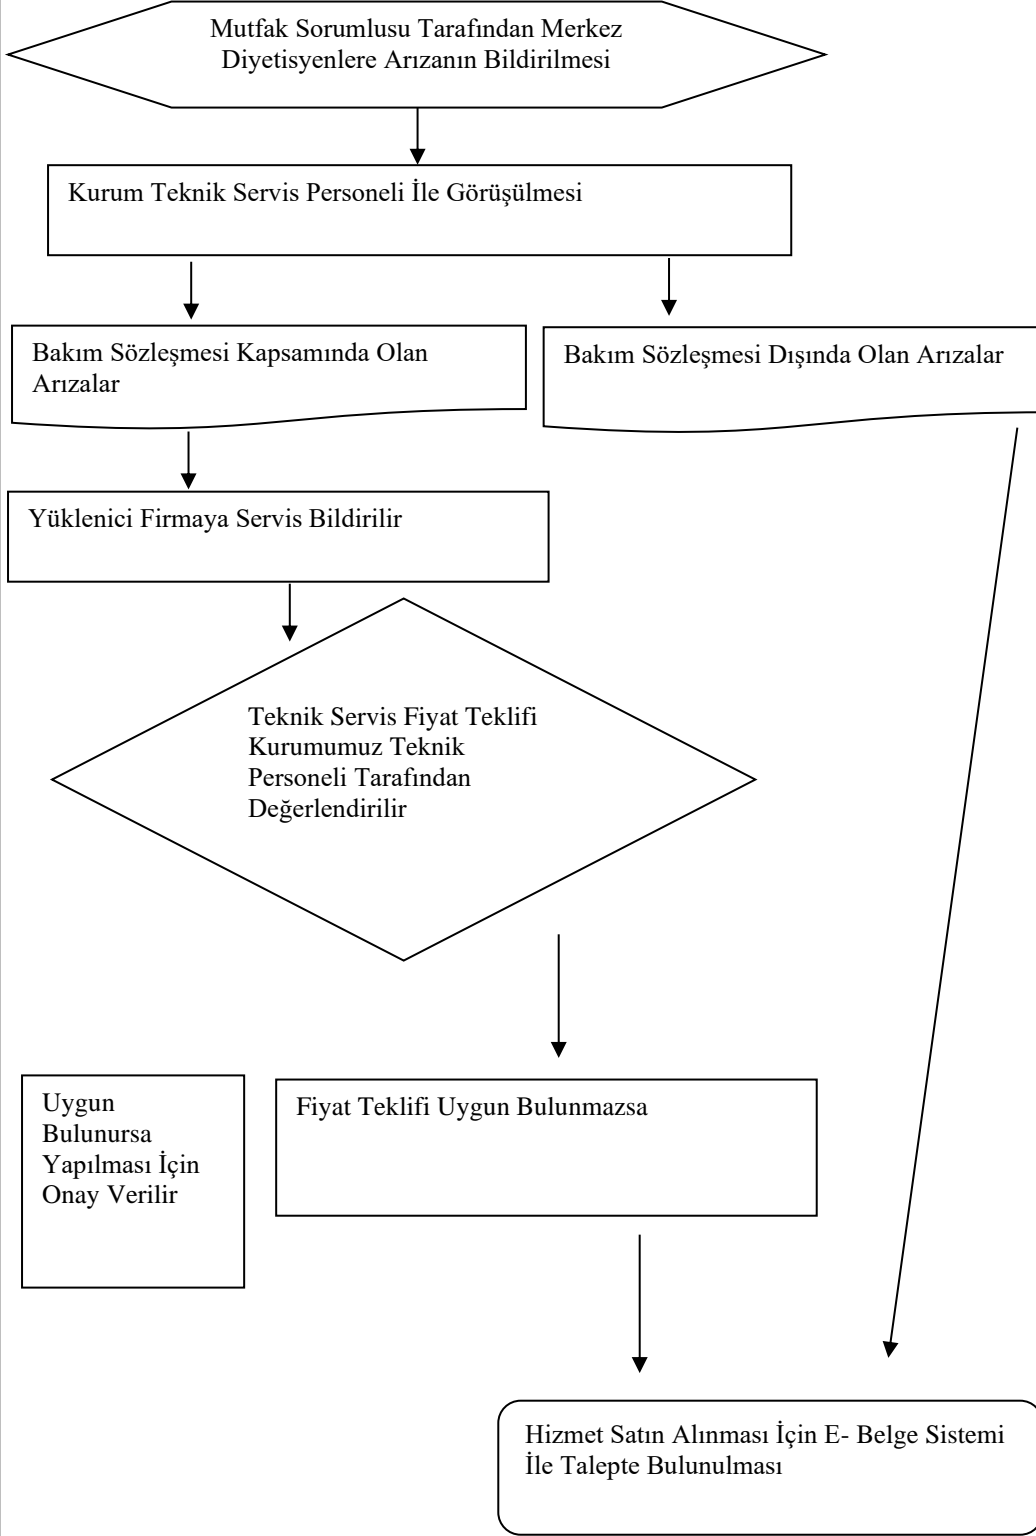 Mutfak Sorumlusu Tarafından Merkez
Diyetisyenlere Arızanın Bildirilmesi
Kurum Teknik Servis Personeli İle Görüşülmesi
Bakım Sözleşmesi Kapsamında Olan
Arızalar
Bakım Sözleşmesi Dışında Olan Arızalar
Yüklenici Firmaya Servis Bildirilir
Teknik Servis Fiyat Teklifi
Kurumumuz Teknik
Personeli Tarafından
Değerlendirilir
Uygun
Bulunursa
Yapılması İçin
Onay Verilir
Fiyat Teklifi Uygun Bulunmazsa
Hizmet Satın Alınması İçin E- Belge Sistemi
İle Talepte Bulunulması